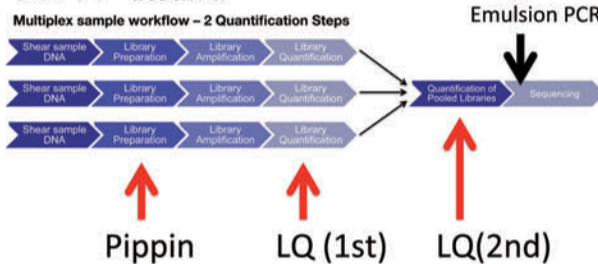 Emulsion PCR
Multiplex sample workflow – 2 Quantification Steps
Shear sample DNA
Library Preparation
Library Amplification
Library Quantification
Shear sample DNA
Library Preparation
Library Amplification
Library Quantification
Quantification of Pooled Libraries
Sequencing
Shear sample DNA
Library Preparation
Library Amplification
Library Quantification
Pippin
LQ (1st)
LQ(2nd)